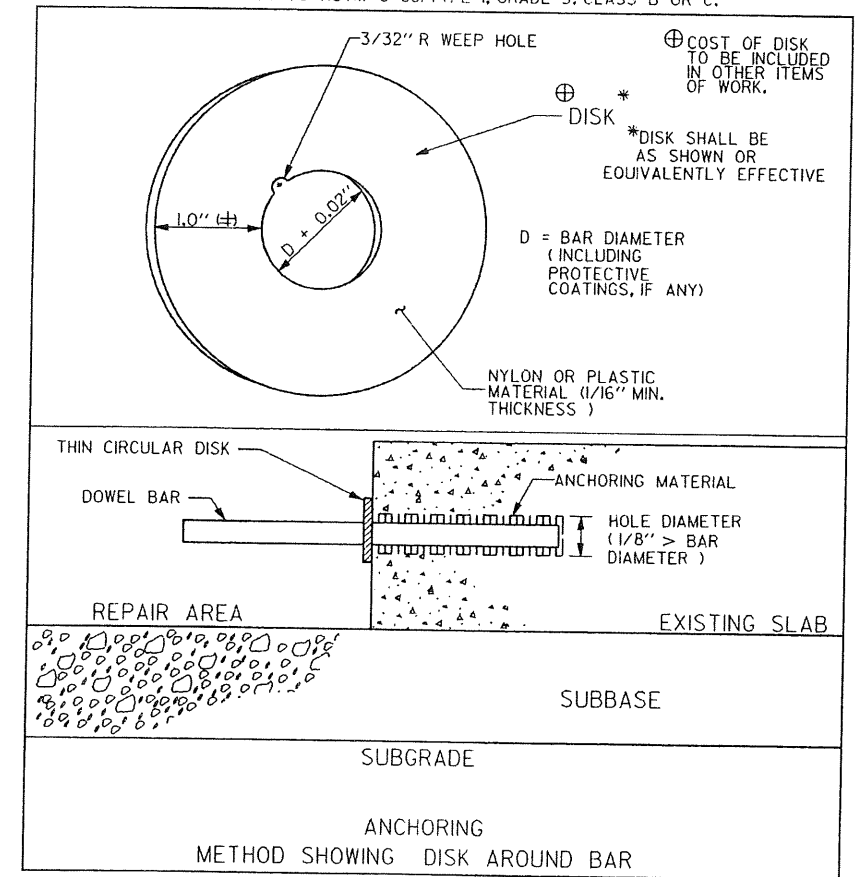 3/32" R WEEP HOLE
⊕ COST OF DISK
TO BE INCLUDED
IN OTHER ITEMS
OF WORK.
⊕ *
DISK
*DISK SHALL BE
AS SHOWN OR
EQUIVALENTLY EFFECTIVE
1.0" (±)
D + 0.02"
D = BAR DIAMETER
(INCLUDING
PROTECTIVE
COATINGS, IF ANY)
NYLON OR PLASTIC
MATERIAL (1/16" MIN.
THICKNESS )
THIN CIRCULAR DISK
DOWEL BAR
ANCHORING MATERIAL
HOLE DIAMETER
(1/8" > BAR
DIAMETER )
REPAIR AREA
EXISTING SLAB
SUBBASE
SUBGRADE
ANCHORING
METHOD SHOWING DISK AROUND BAR